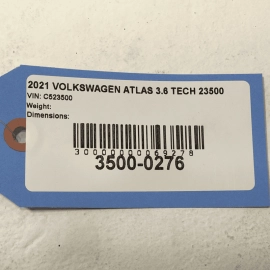 2021 VOLKSWAGEN ATLAS 3.6 TECH 23500
VIN: C523500
Weight:
Dimensions:
3000000069278
3500-0276